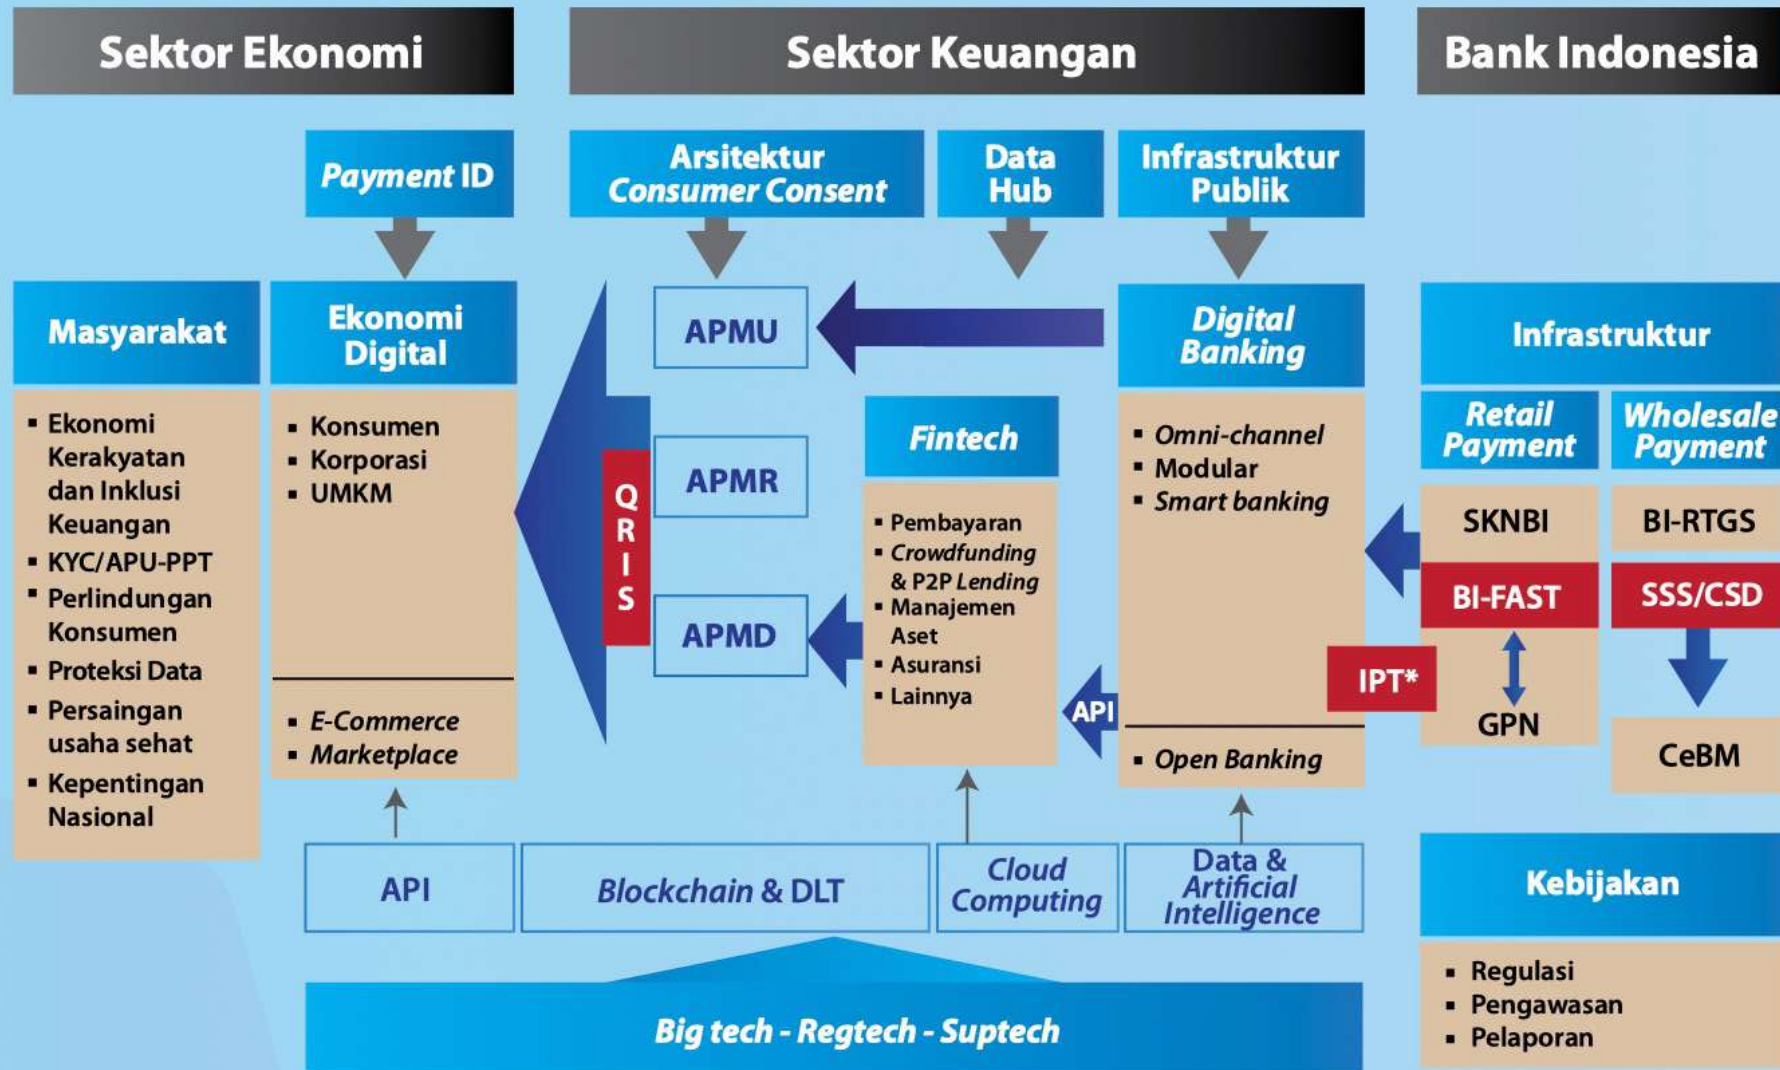 Sektor Ekonomi
Sektor Keuangan
Bank Indonesia
Payment ID
Arsitektur
Consumer Consent
Data
Hub
Infrastruktur
Publik
Masyarakat
▪ Ekonomi
Kerakyatan
dan Inklusi
Keuangan
▪ KYC/APU-PPT
▪ Perlindungan
Konsumen
▪ Proteksi Data
▪ Persaingan
usaha sehat
▪ Kepentingan
Nasional
Ekonomi
Digital
▪ Konsumen
▪ Korporasi
▪ UMKM
▪ E-Commerce
▪ Marketplace
Q
R
I
S
APMU
APMR
APMD
Fintech
▪ Pembayaran
▪ Crowdfunding
& P2P Lending
▪ Manajemen
Aset
▪ Asuransi
▪ Lainnya
API
Digital
Banking
▪ Omni-channel
▪ Modular
▪ Smart banking
▪ Open Banking
IPT*
Infrastruktur
Retail
Payment
SKNBI
BI-FAST
GPN
Wholesale
Payment
BI-RTGS
SSS/CSD
CeBM
API
Blockchain & DLT
Cloud
Computing
Data &
Artificial
Intelligence
Big tech - Regtech - Suptech
Kebijakan
▪ Regulasi
▪ Pengawasan
▪ Pelaporan